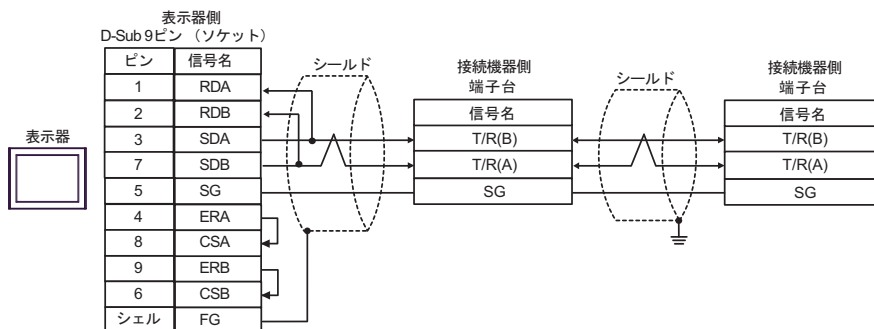 表示器側
D-Sub 9ピン （ソケット）
ピン 信号名
1 RDA
2 RDB
3 SDA
7 SDB
5 SG
4 ERA
8 CSA
9 ERB
6 CSB
シェル FG
表示器
シールド
接続機器側
端子台
信号名
T/R(B)
T/R(A)
SG
シールド
接続機器側
端子台
信号名
T/R(B)
T/R(A)
SG